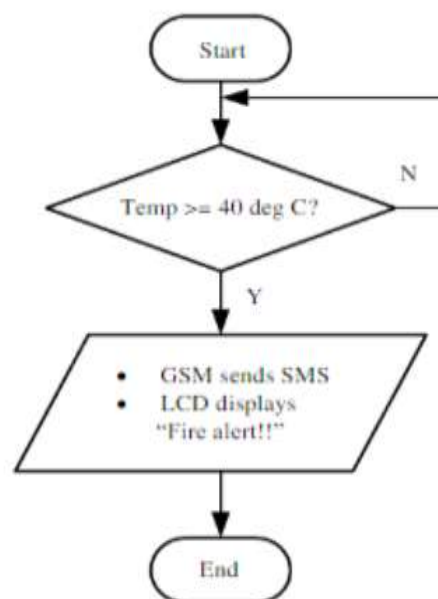 Start
Temp >= 40 deg C?
N
Y
• GSM sends SMS
• LCD displays
“Fire alert!!”
End